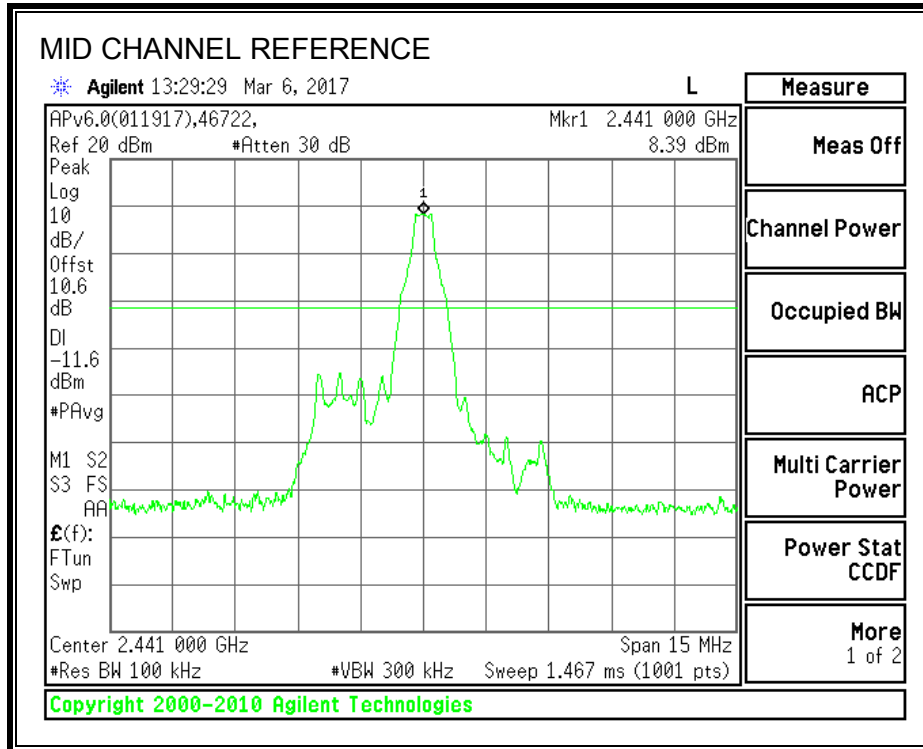 MID CHANNEL REFERENCE
Agilent 13:29:29 Mar 6, 2017 L
APv6.0(011917),46722, Mkr1 2.441 000 GHz
Ref 20 dBm #Atten 30 dB 8.39 dBm
Peak
Log
10
dB/
Offst
10.6
dB
DI
-11.6
dBm
#PAvg
M1 S2
S3 FS
AA
£(f):
FTun
Swp
1
Center 2.441 000 GHz Span 15 MHz
#Res BW 100 kHz #VBW 300 kHz Sweep 1.467 ms (1001 pts)
Copyright 2000-2010 Agilent Technologies
Measure
Meas Off
Channel Power
Occupied BW
ACP
Multi Carrier
Power
Power Stat
CCDF
More
1 of 2